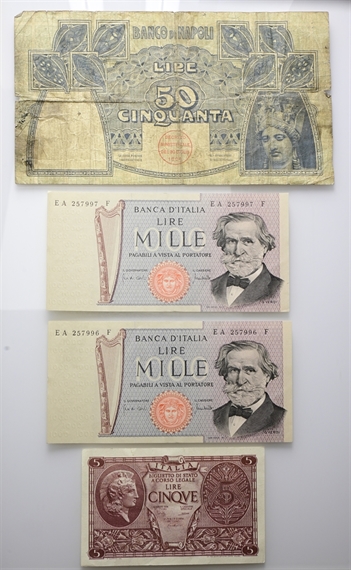 BANCO DI NAPOLI
LIRE
50
CINQUANTA
EA 257997 F
EA 257997 F
BANCA D'ITALIA
LIRE
MILLE
PAGABILI A VISTA AL PORTATORE
EA 257996 F
EA 257996 F
BANCA D'ITALIA
LIRE
MILLE
PAGABILI A VISTA AL PORTATORE
5
ITALIA
5
BIGLIETTO DI STATO
A CORSO LEGALE
LIRE
CINQVE
5